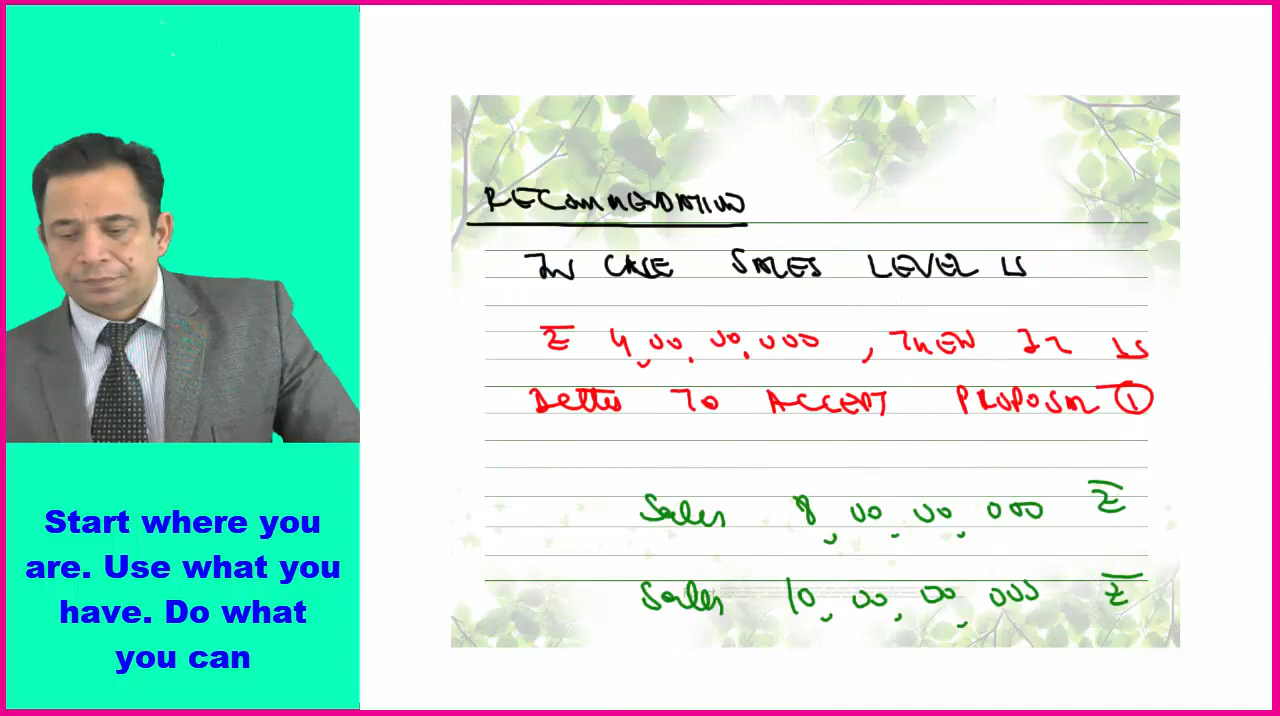 RECOMMENDATION
IN CASE SALES LEVEL IS
₹ 4,00,00,000, THEN IT IS
Better TO ACCEPT PROPOSAL ①
Sales 8,00,00,000 ₹
Sales 10,00,00,000 ₹
Start where you
are. Use what you
have. Do what
you can